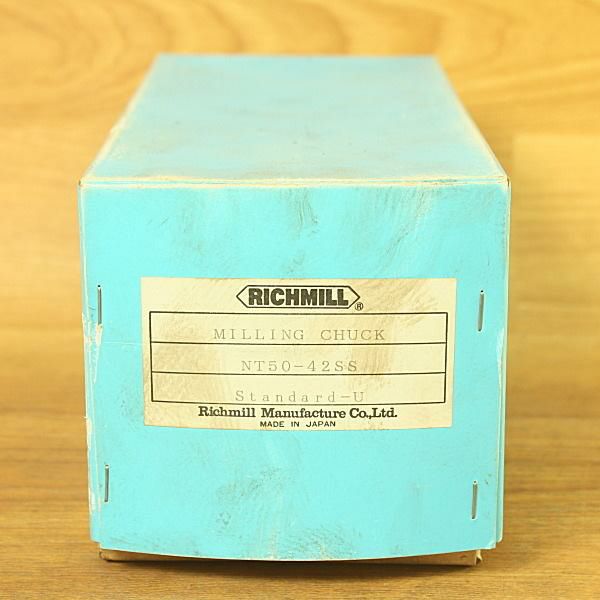 RICHMILL®
MILLING CHUCK
NT50-42SS
Standard-U
Richmill Manufacture Co.,Ltd.
MADE IN JAPAN